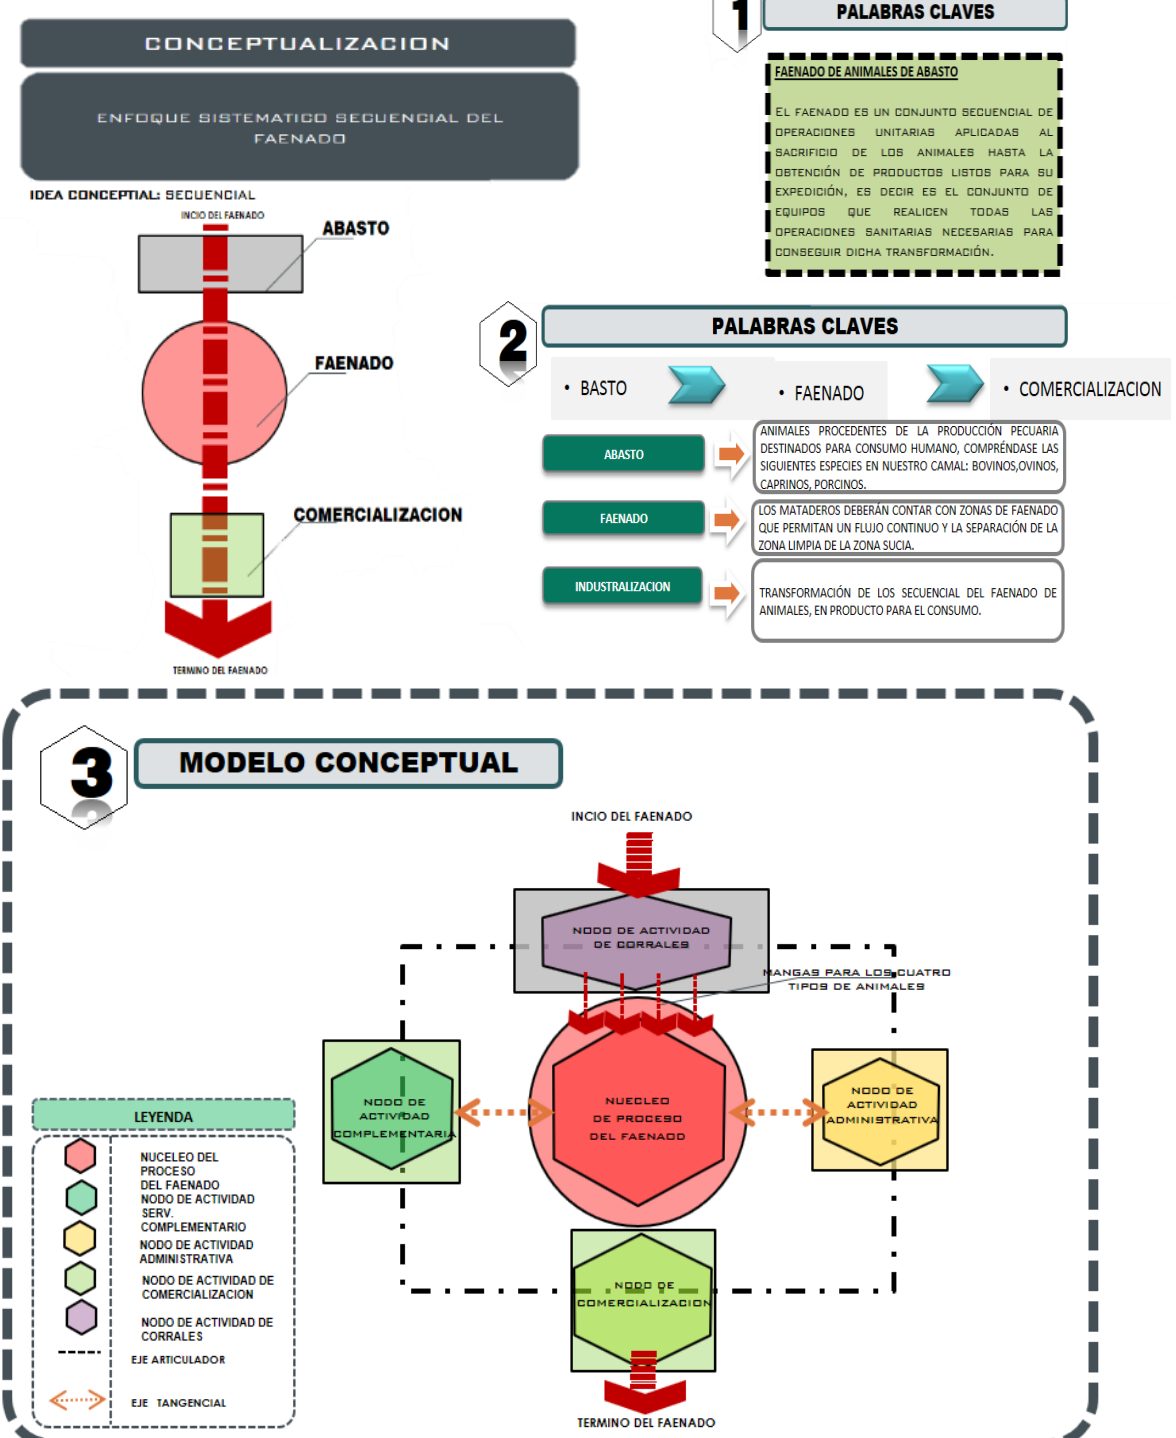 CONCEPTUALIZACION
ENFOQUE SISTEMATICO SECUENCIAL DEL
FAENADO
IDEA CONCEPTIAL: SECUENCIAL
INCIO DEL FAENADO
ABASTO
FAENADO
COMERCIALIZACION
TERMINO DEL FAENADO
1
PALABRAS CLAVES
FAENADO DE ANIMALES DE ABASTO
EL FAENADO ES UN CONJUNTO SECUENCIAL DE
OPERACIONES UNITARIAS APLICADAS AL
SACRIFICIO DE LOS ANIMALES HASTA LA
OBTENCIÓN DE PRODUCTOS LISTOS PARA SU
EXPEDICIÓN, ES DECIR ES EL CONJUNTO DE
EQUIPOS QUE REALICEN TODAS LAS
OPERACIONES SANITARIAS NECESARIAS PARA
CONSEGUIR DICHA TRANSFORMACIÓN.
2
PALABRAS CLAVES
• BASTO
• FAENADO
• COMERCIALIZACION
ABASTO
ANIMALES PROCEDENTES DE LA PRODUCCIÓN PECUARIA
DESTINADOS PARA CONSUMO HUMANO, COMPRÉNDASE LAS
SIGUIENTES ESPECIES EN NUESTRO CAMAL: BOVINOS,OVINOS,
CAPRINOS, PORCINOS.
FAENADO
LOS MATADEROS DEBERÁN CONTAR CON ZONAS DE FAENADO
QUE PERMITAN UN FLUJO CONTINUO Y LA SEPARACIÓN DE LA
ZONA LIMPIA DE LA ZONA SUCIA.
INDUSTRALIZACION
TRANSFORMACIÓN DE LOS SECUENCIAL DEL FAENADO DE
ANIMALES, EN PRODUCTO PARA EL CONSUMO.
3
MODELO CONCEPTUAL
INCIO DEL FAENADO
NODO DE ACTIVIDAD
DE CORRALES
MANGAS PARA LOS CUATRO
TIPOS DE ANIMALES
NODO DE
ACTIVIDAD
COMPLEMENTARIA
NUECLEO
DE PROCESO
DEL FAENADO
NODO DE
ACTIVIDAD
ADMINISTRATIVA
NODO DE
COMERCIALIZACION
TERMINO DEL FAENADO
LEYENDA
NUCELEO DEL
PROCESO
DEL FAENADO
NODO DE ACTIVIDAD
SERV.
COMPLEMENTARIO
NODO DE ACTIVIDAD
ADMINISTRATIVA
NODO DE ACTIVIDAD DE
COMERCIALIZACION
NODO DE ACTIVIDAD DE
CORRALES
EJE ARTICULADOR
EJE TANGENCIAL